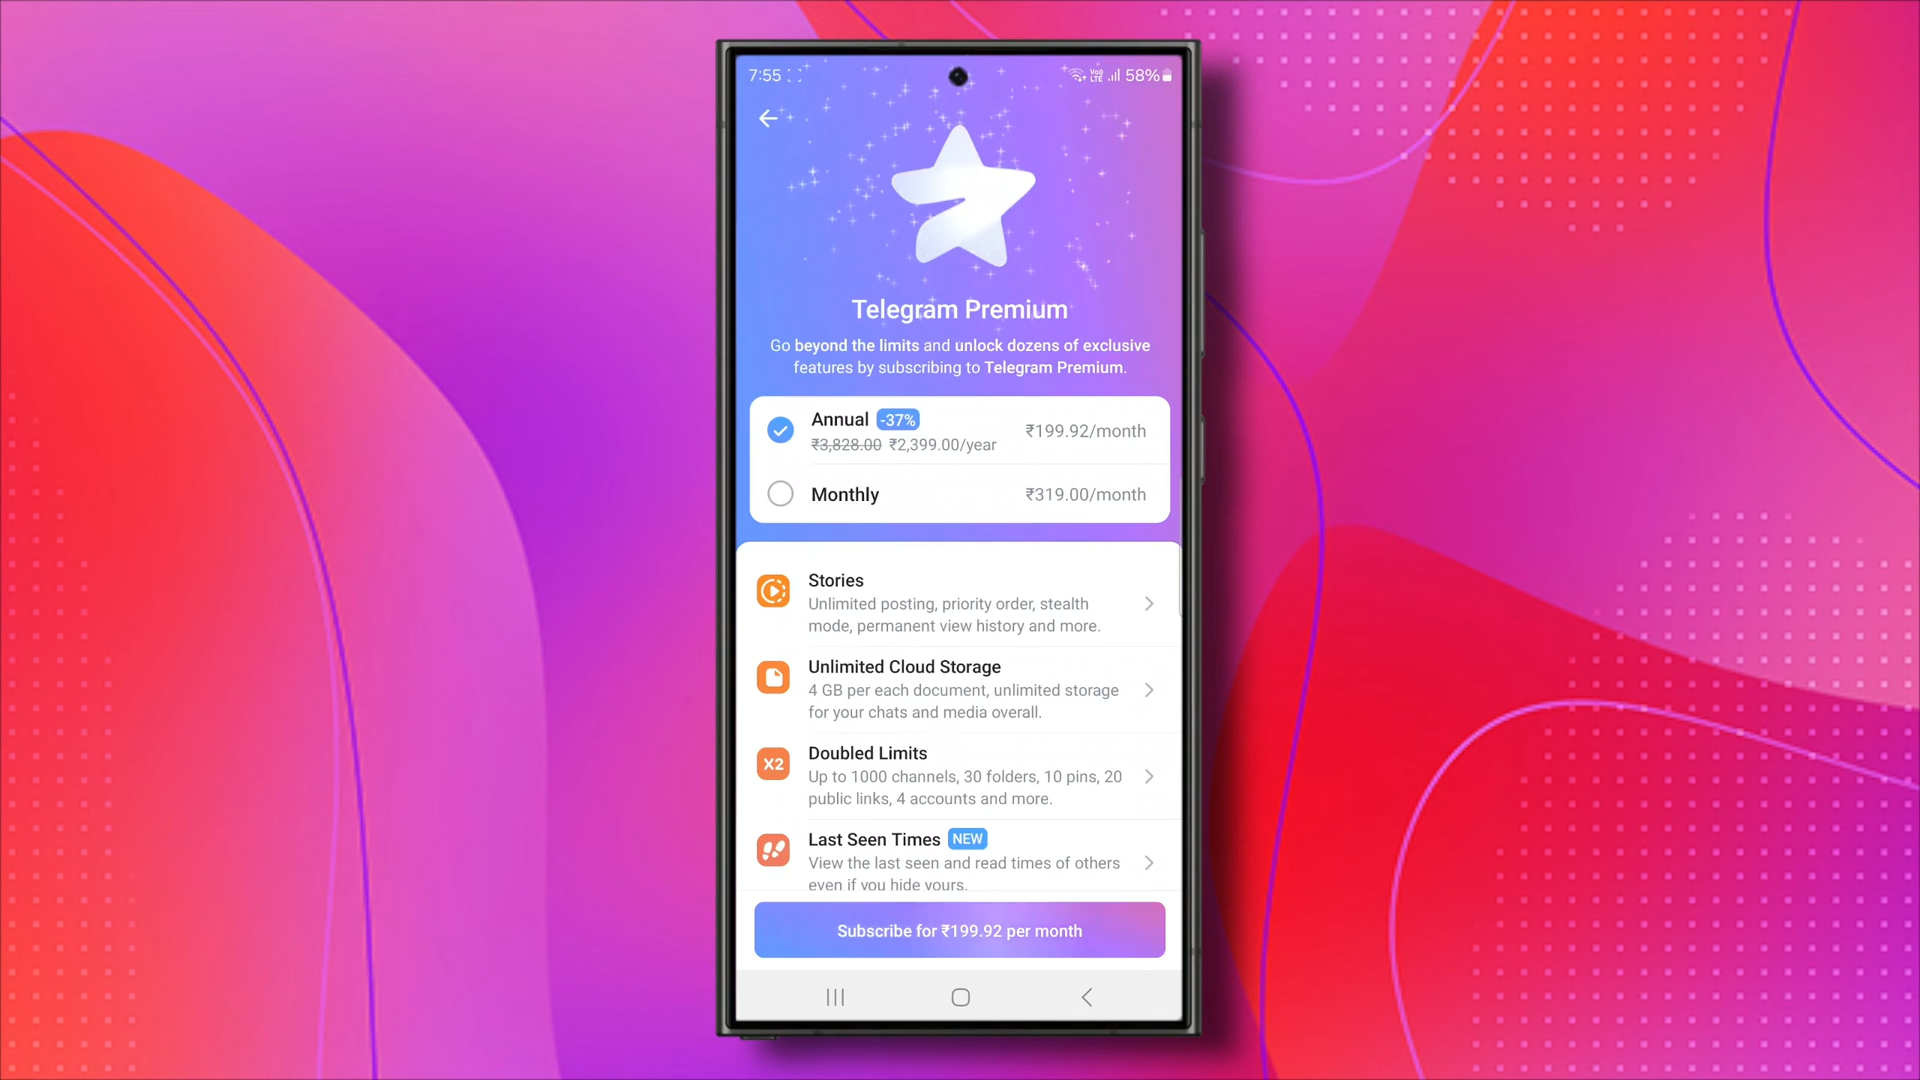 7:55
Vo)) LTE 58%
Telegram Premium
Go beyond the limits and unlock dozens of exclusive
features by subscribing to Telegram Premium.
Annual -37%
₹3,828.00 ₹2,399.00/year
₹199.92/month
Monthly
₹319.00/month
Stories
Unlimited posting, priority order, stealth
mode, permanent view history and more.
Unlimited Cloud Storage
4 GB per each document, unlimited storage
for your chats and media overall.
X2
Doubled Limits
Up to 1000 channels, 30 folders, 10 pins, 20
public links, 4 accounts and more.
Last Seen Times NEW
View the last seen and read times of others
even if you hide yours.
Subscribe for ₹199.92 per month